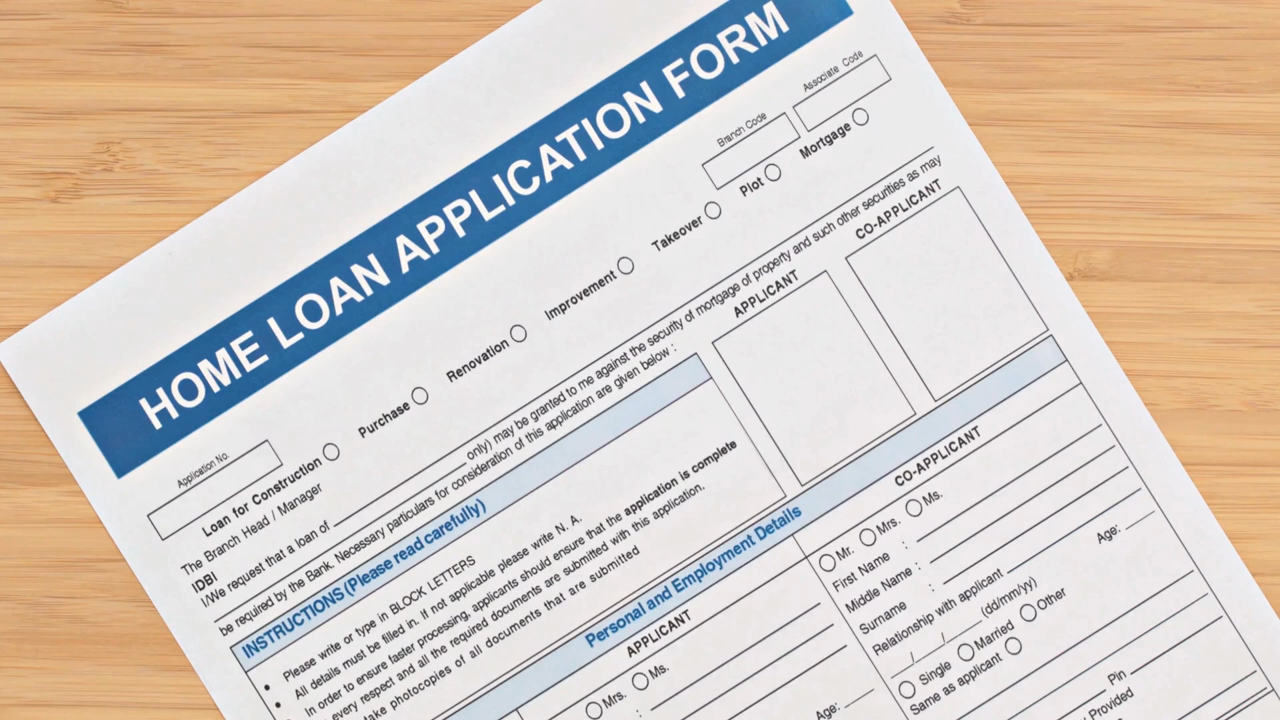 HOME LOAN APPLICATION FORM
Branch Code
Associate Code
Application No.
Loan for Construction
Purchase
Renovation
Improvement
Takeover
Plot
Mortgage
The Branch Head / Manager
IDBI
I/We request that a loan of ____ only) may be granted to me against the security of mortgage of property and such other securities as may
be required by the Bank. Necessary particulars for consideration of this application are given below :
INSTRUCTIONS (Please read carefully)
• Please write or type in BLOCK LETTERS
• All details must be filled in. If not applicable please write N. A.
• In order to ensure faster processing, applicants should ensure that the application is complete
every respect and all the required documents are submitted with this application.
take photocopies of all documents that are submitted
APPLICANT
CO-APPLICANT
Personal and Employment Details
APPLICANT
Mrs.
Ms.
:
Age:
CO-APPLICANT
Mr.
Mrs.
Ms.
First Name :
Middle Name :
Surname :
Relationship with applicant
Age:
/ / (dd/mm/yy)
Single
Married
Other
Same as applicant
Pin
Provided